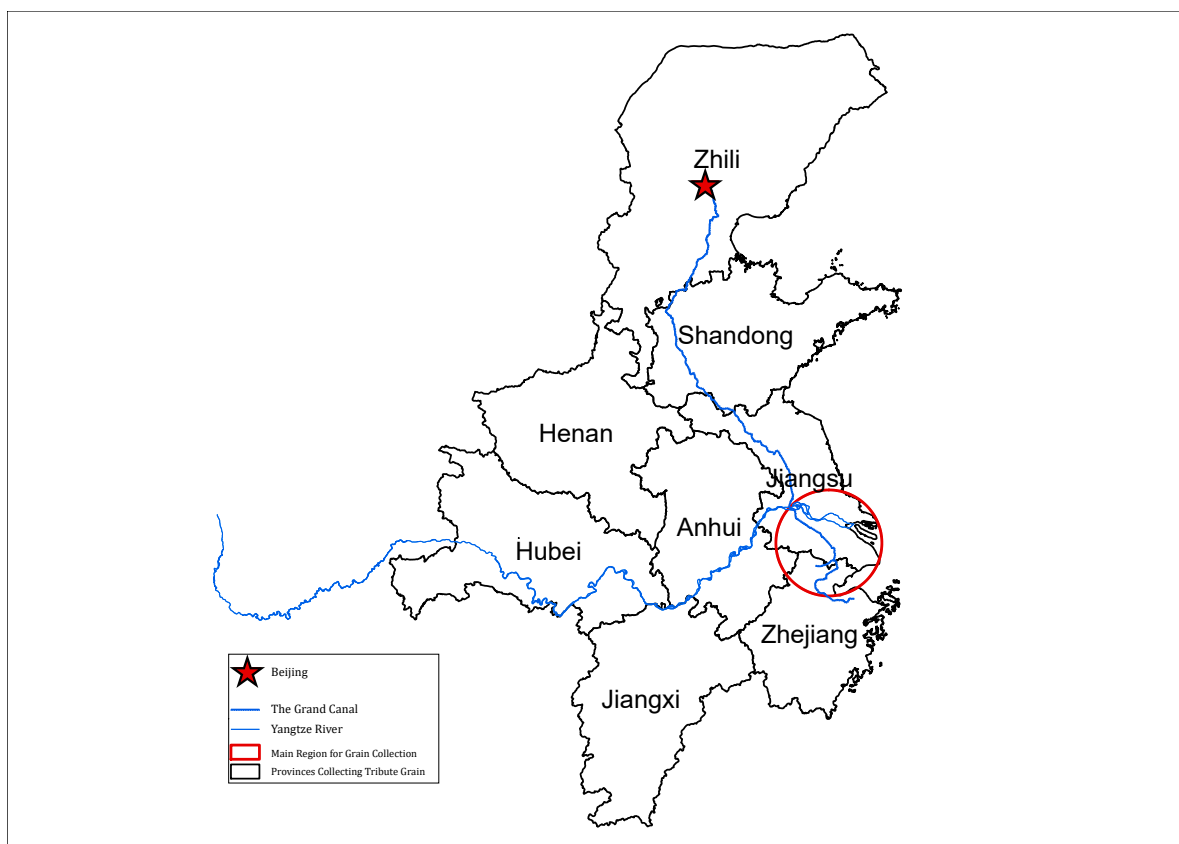 Zhili
Shandong
Henan
Jiangsu
Anhui
Hubei
Zhejiang
Jiangxi
Beijing
The Grand Canal
Yangtze River
Main Region for Grain Collection
Provinces Collecting Tribute Grain